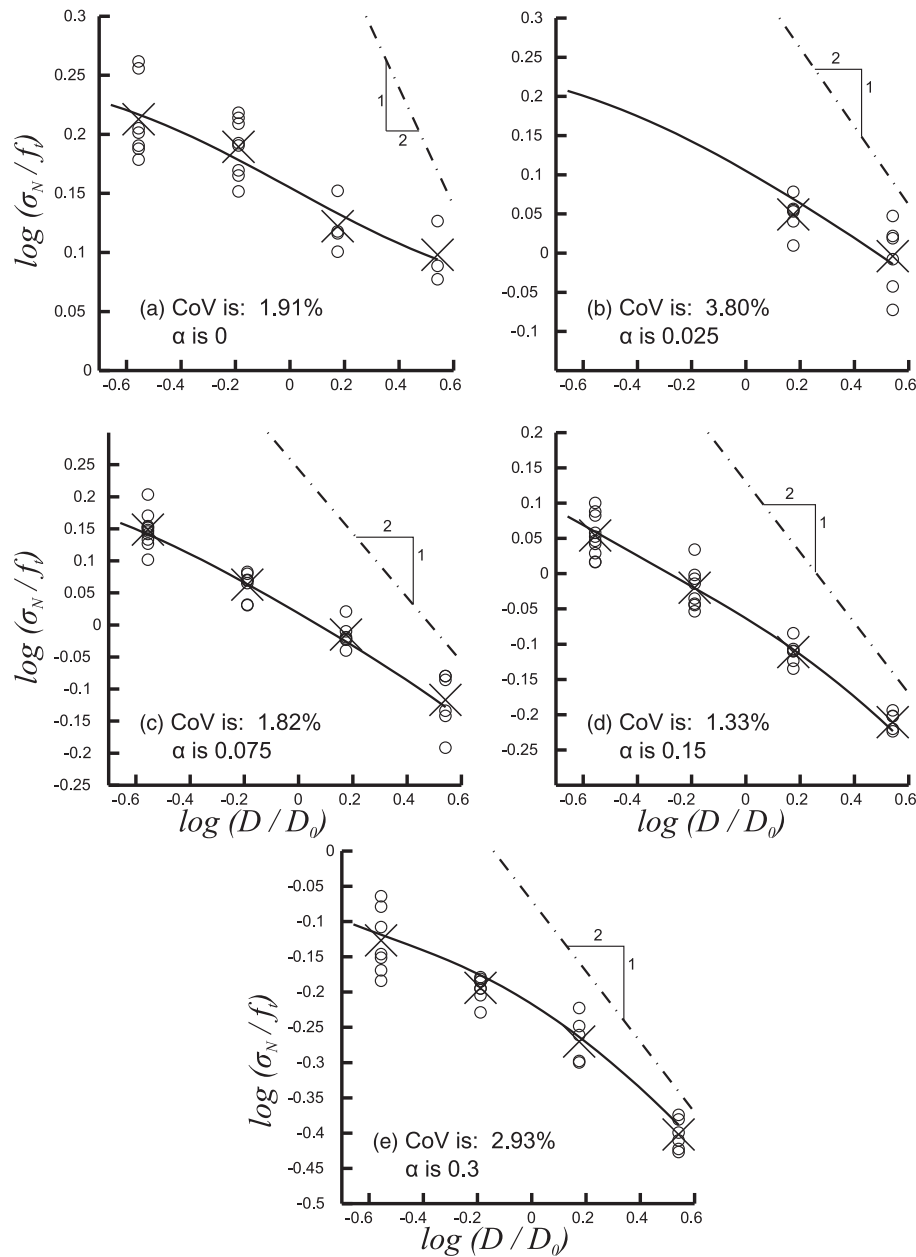 0.3
0.25
0.2
0.15
0.1
0.05
0
log (σN / ft)
1
2
(a) CoV is: 1.91%
α is 0
-0.6 -0.4 -0.2 0 0.2 0.4 0.6
0.3
0.25
0.2
0.15
0.1
0.05
0
-0.05
-0.1
2
1
(b) CoV is: 3.80%
α is 0.025
-0.6 -0.4 -0.2 0 0.2 0.4 0.6
0.25
0.2
0.15
0.1
0.05
0
-0.05
-0.1
-0.15
-0.2
0.25
log (σN / ft)
2
1
(c) CoV is: 1.82%
α is 0.075
-0.6 -0.4 -0.2 0 0.2 0.4 0.6
log (D / D0)
0.2
0.15
0.1
0.05
0
-0.05
-0.1
-0.15
-0.2
-0.25
2
1
(d) CoV is: 1.33%
α is 0.15
-0.6 -0.4 -0.2 0 0.2 0.4 0.6
log (D / D0)
0
-0.05
-0.1
-0.15
-0.2
-0.25
-0.3
-0.35
-0.4
-0.45
-0.5
log (σN / ft)
2
1
(e) CoV is: 2.93%
α is 0.3
-0.6 -0.4 -0.2 0 0.2 0.4 0.6
log (D / D0)